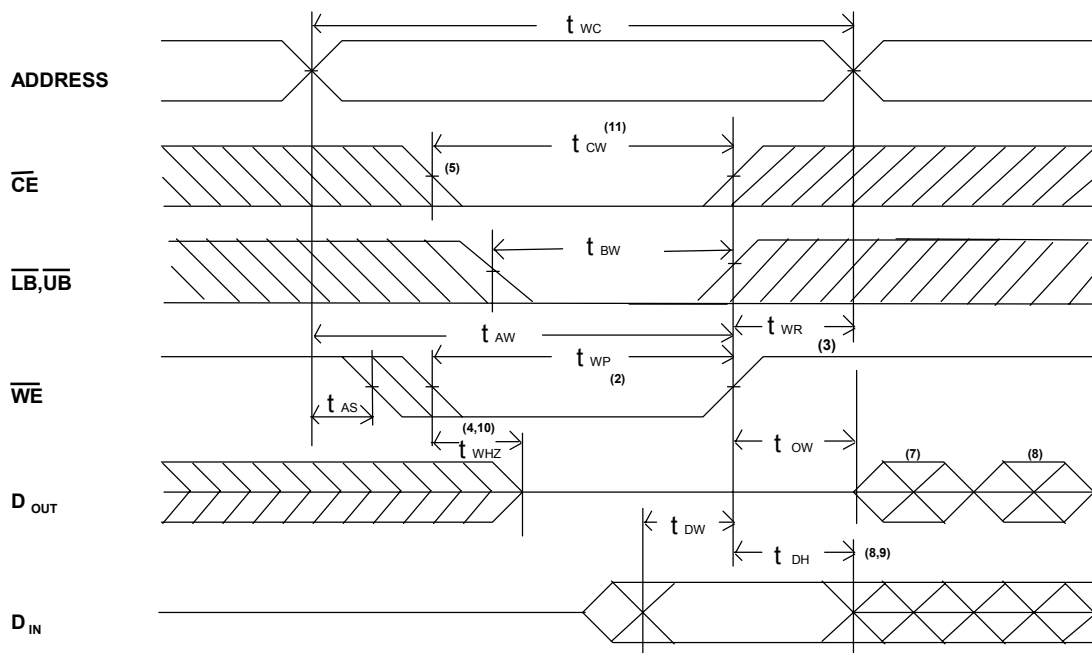 t WC
ADDRESS
(11)
t CW
CE
(5)
t BW
LB,UB
t AW
t WR
t WP
(3)
WE
(2)
t AS
(4,10)
t WHZ
t OW
(7)
(8)
D OUT
t DW
t DH
(8,9)
D IN